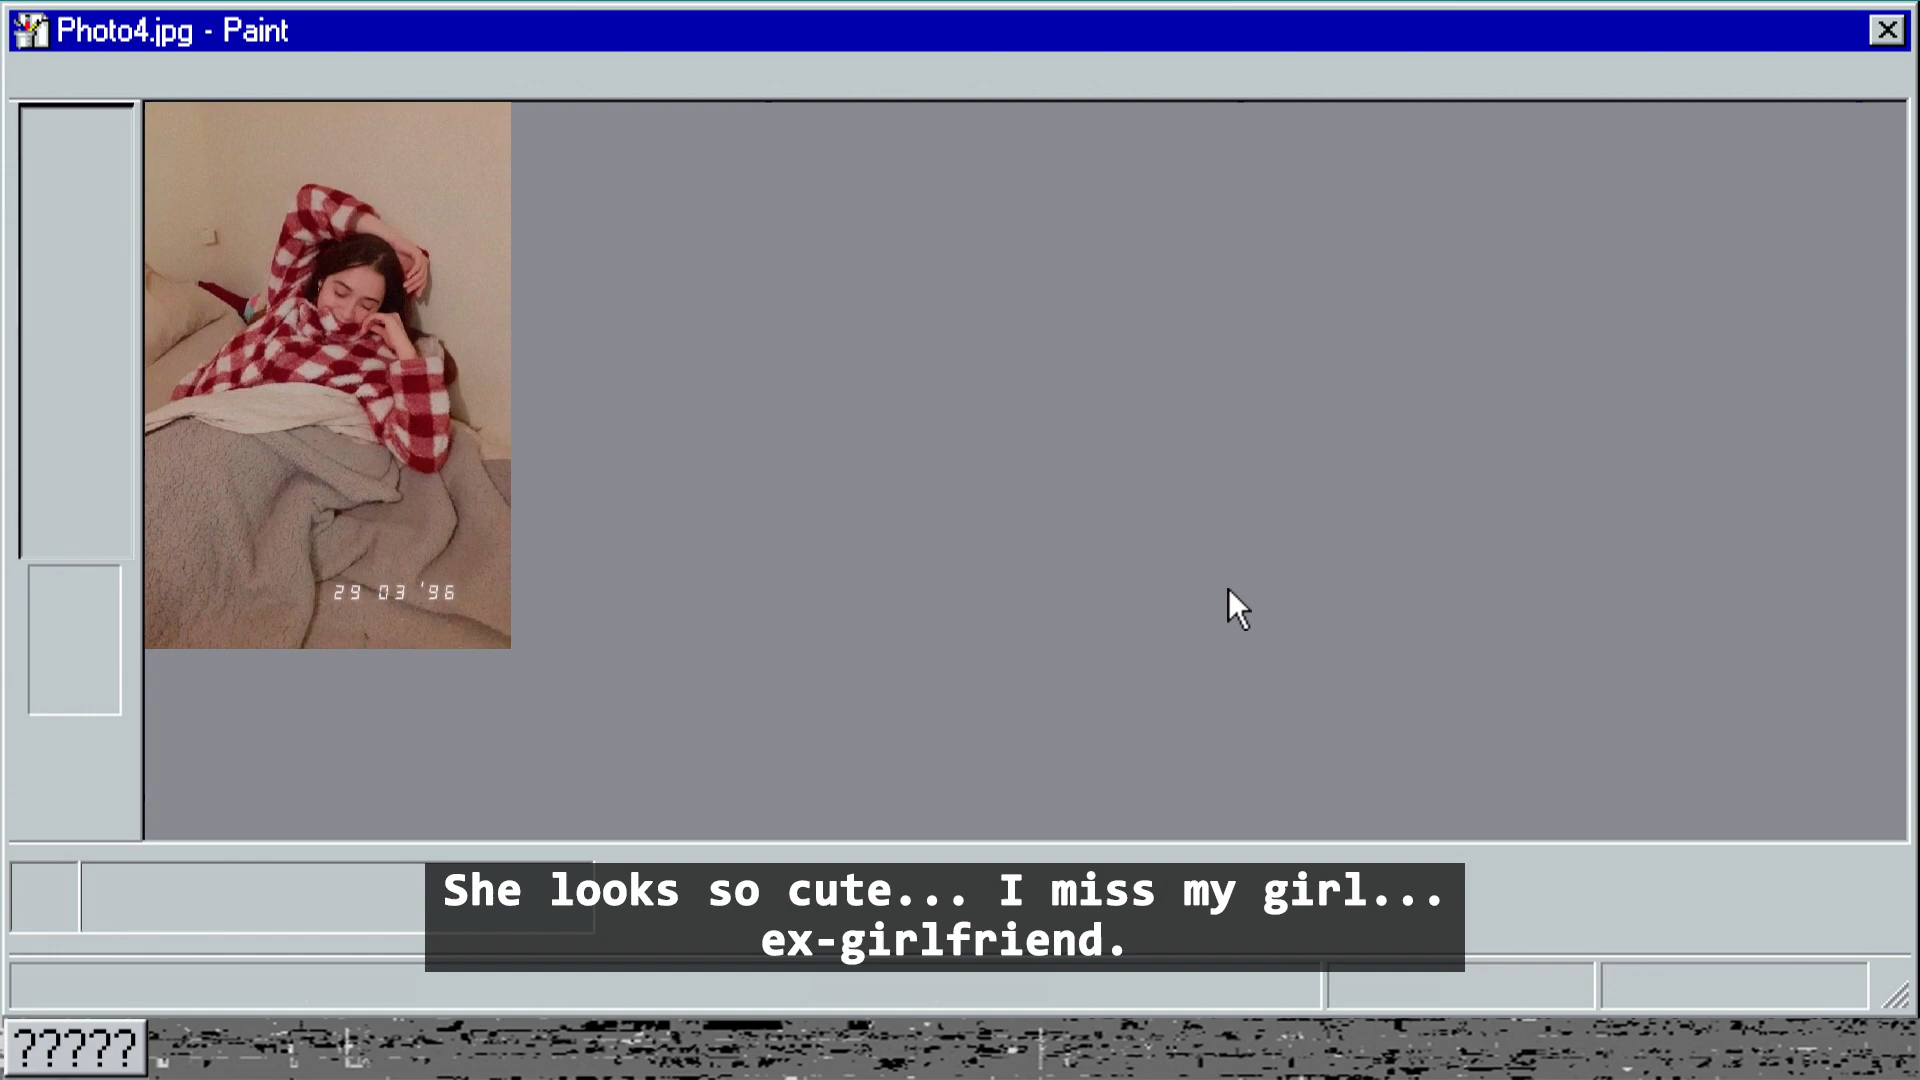 Photo4.jpg - Paint
29 03 '96
She looks so cute... I miss my girl...
ex-girlfriend.
?????